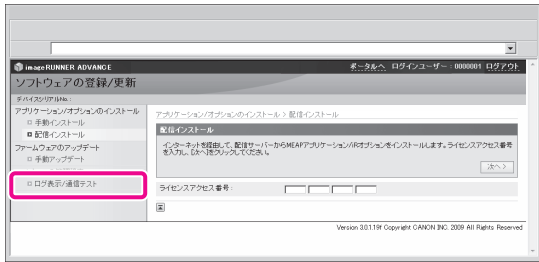 imageRUNNER ADVANCE
ポータルへ ログインユーザー : 0000001 ログアウト
ソフトウェアの登録/更新
デバイスシリアルNo.:
アプリケーション/オプションのインストール
手動インストール
配信インストール
ファームウェアのアップデート
手動アップデート
ログ表示/通信テスト
アプリケーション/オプションのインストール > 配信インストール
配信インストール
インターネットを経由して、配信サーバーからMEAPアプリケーション/iRオプションをインストールします。ライセンスアクセス番号
を入力し、[次へ]をクリックしてください。
次へ >
ライセンスアクセス番号 :
Version 3.0.1.19f Copyright CANON INC. 2009 All Rights Reserved